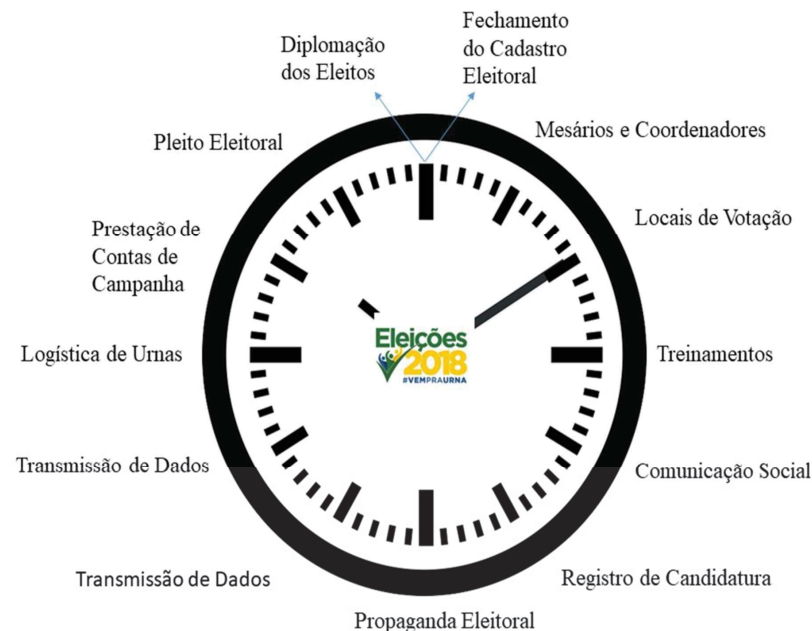 Diplomação
dos Eleitos
Fechamento
do Cadastro
Eleitoral
Mesários e Coordenadores
Locais de Votação
Treinamentos
Comunicação Social
Registro de Candidatura
Propaganda Eleitoral
Transmissão de Dados
Transmissão de Dados
Logística de Urnas
Prestação de
Contas de
Campanha
Pleito Eleitoral
Eleições
2018
#VEMPRAURNA